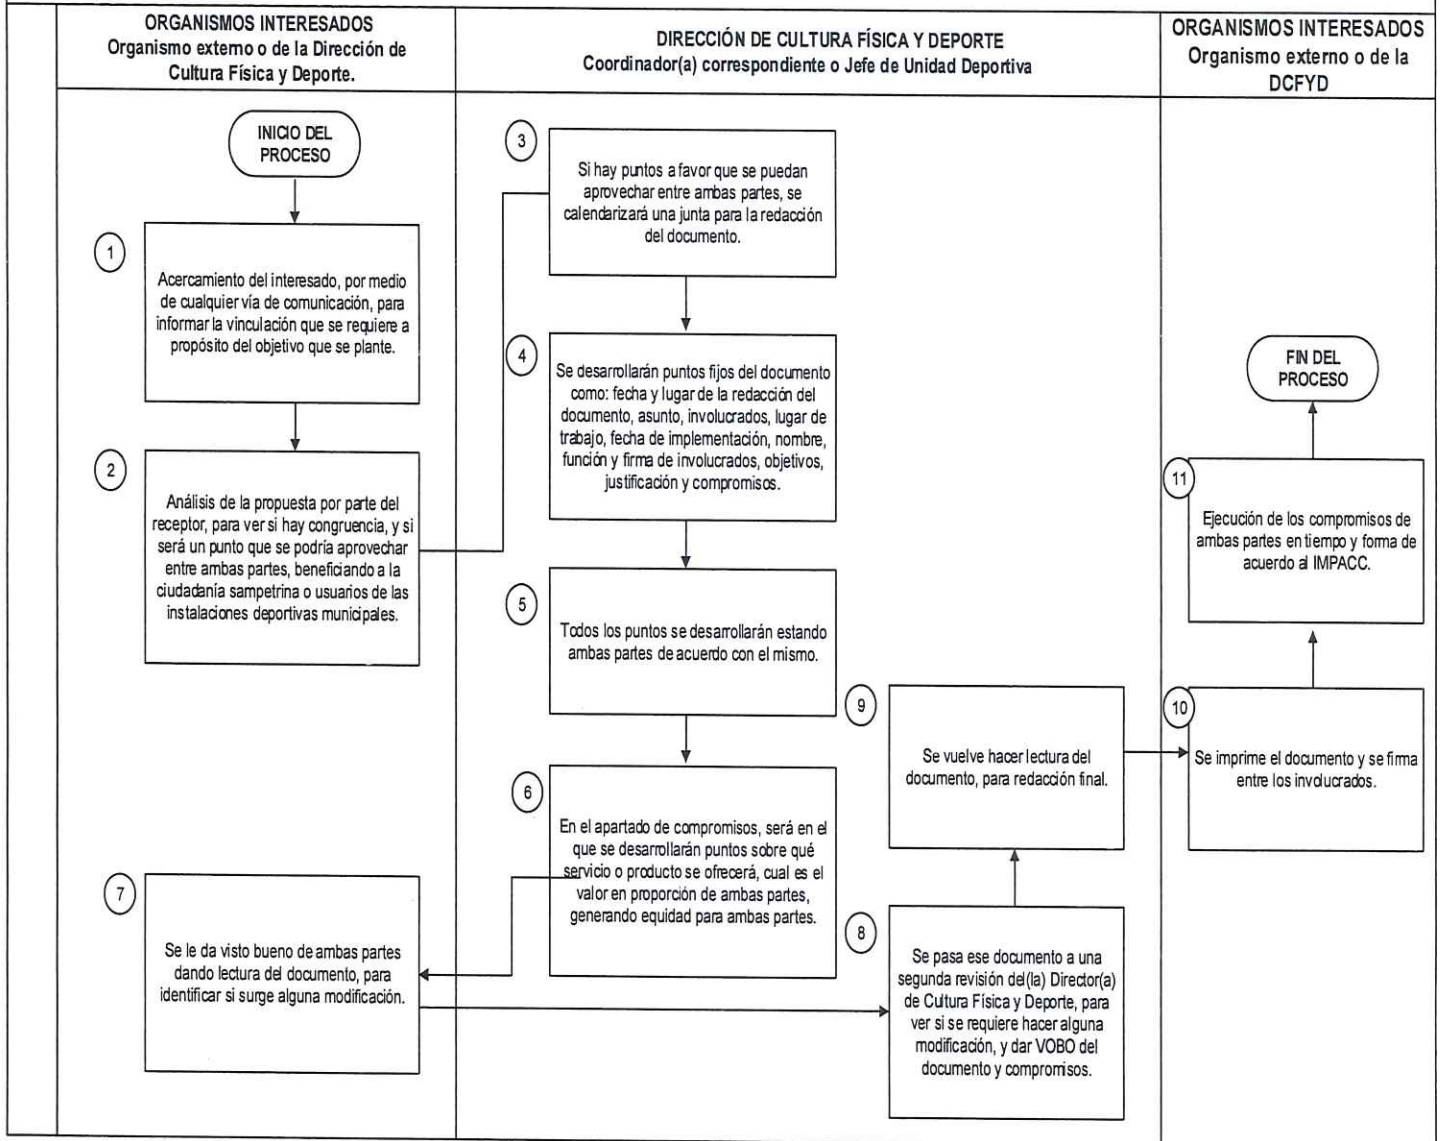 ORGANISMOS INTERESADOS
Organismo externo o de la Dirección de
Cultura Física y Deporte.
DIRECCIÓN DE CULTURA FÍSICA Y DEPORTE
Coordinador(a) correspondiente o Jefe de Unidad Deportiva
ORGANISMOS INTERESADOS
Organismo externo o de la
DCFYD
INICIO DEL
PROCESO
1
Acercamiento del interesado, por medio
de cualquier vía de comunicación, para
informar la vinculación que se requiere a
propósito del objetivo que se plante.
2
Análisis de la propuesta por parte del
receptor, para ver si hay congruencia, y si
será un punto que se podría aprovechar
entre ambas partes, beneficiando a la
ciudadanía sampetrina o usuarios de las
instalaciones deportivas municipales.
3
Si hay puntos a favor que se puedan
aprovechar entre ambas partes, se
calendarizará una junta para la redacción
del documento.
4
Se desarrollarán puntos fijos del documento
como: fecha y lugar de la redacción del
documento, asunto, involucrados, lugar de
trabajo, fecha de implementación, nombre,
función y firma de involucrados, objetivos,
justificación y compromisos.
5
Todos los puntos se desarrollarán estando
ambas partes de acuerdo con el mismo.
6
En el apartado de compromisos, será en el
que se desarrollarán puntos sobre qué
servicio o producto se ofrecerá, cual es el
valor en proporción de ambas partes,
generando equidad para ambas partes.
7
Se le da visto bueno de ambas partes
dando lectura del documento, para
identificar si surge alguna modificación.
8
Se pasa ese documento a una
segunda revisión del(la) Director(a)
de Cultura Física y Deporte, para
ver si se requiere hacer alguna
modificación, y dar VOBO del
documento y compromisos.
9
Se vuelve hacer lectura del
documento, para redacción final.
10
Se imprime el documento y se firma
entre los involucrados.
11
Ejecución de los compromisos de
ambas partes en tiempo y forma de
acuerdo al IMPACC.
FIN DEL
PROCESO